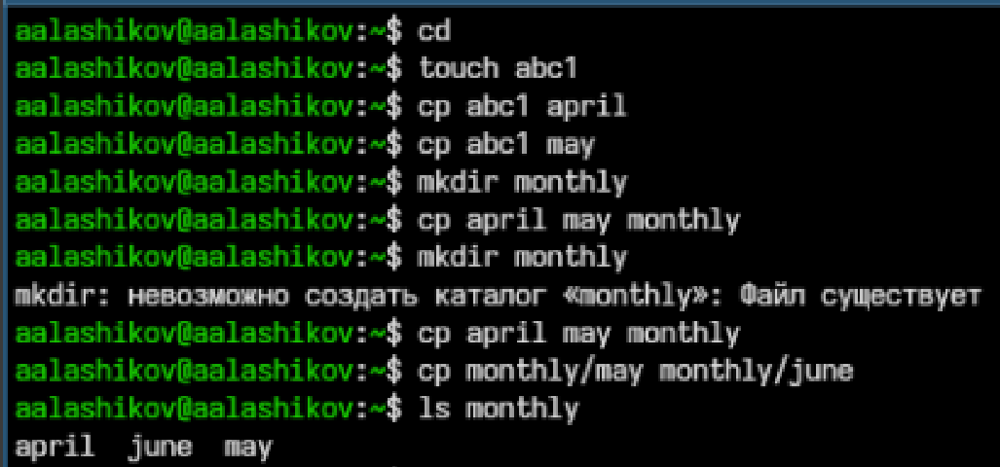 aalashikov@aalashikov:~$ cd
aalashikov@aalashikov:~$ touch abc1
aalashikov@aalashikov:~$ cp abc1 april
aalashikov@aalashikov:~$ cp abc1 may
aalashikov@aalashikov:~$ mkdir monthly
aalashikov@aalashikov:~$ cp april may monthly
aalashikov@aalashikov:~$ mkdir monthly
mkdir: невозможно создать каталог «monthly»: Файл существует
aalashikov@aalashikov:~$ cp april may monthly
aalashikov@aalashikov:~$ cp monthly/may monthly/june
aalashikov@aalashikov:~$ ls monthly
april  june  may